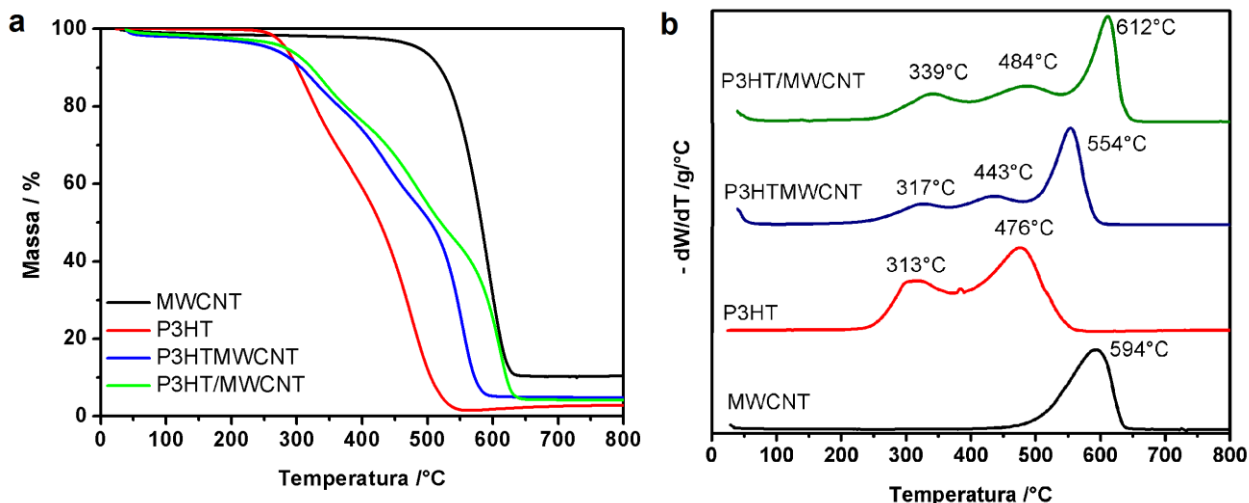 a
Massa / %
100
80
60
40
20
0
MWCNT
P3HT
P3HTMWCNT
P3HT/MWCNT
0 100 200 300 400 500 600 700 800
Temperatura /°C
b
- dW/dT /g/°C
P3HT/MWCNT
339°C
484°C
612°C
P3HTMWCNT
317°C
443°C
554°C
P3HT
313°C
476°C
MWCNT
594°C
0 100 200 300 400 500 600 700 800
Temperatura /°C